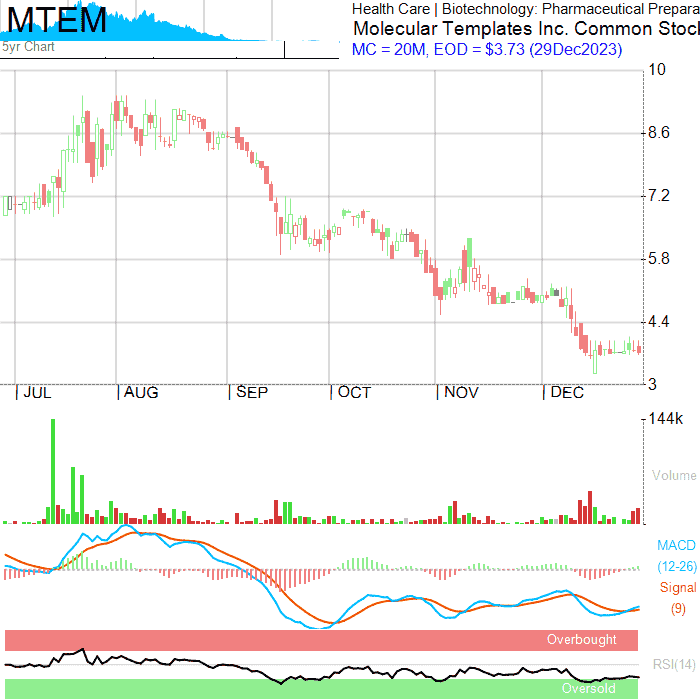 MTEM
5yr Chart
Health Care | Biotechnology: Pharmaceutical Prepara
Molecular Templates Inc. Common Stoc
MC = 20M, EOD = $3.73 (29Dec2023)
10
8.6
7.2
5.8
4.4
3
JUL
AUG
SEP
OCT
NOV
DEC
144k
Volume
MACD
(12-26)
Signal
(9)
Overbought
RSI(14)
Oversold